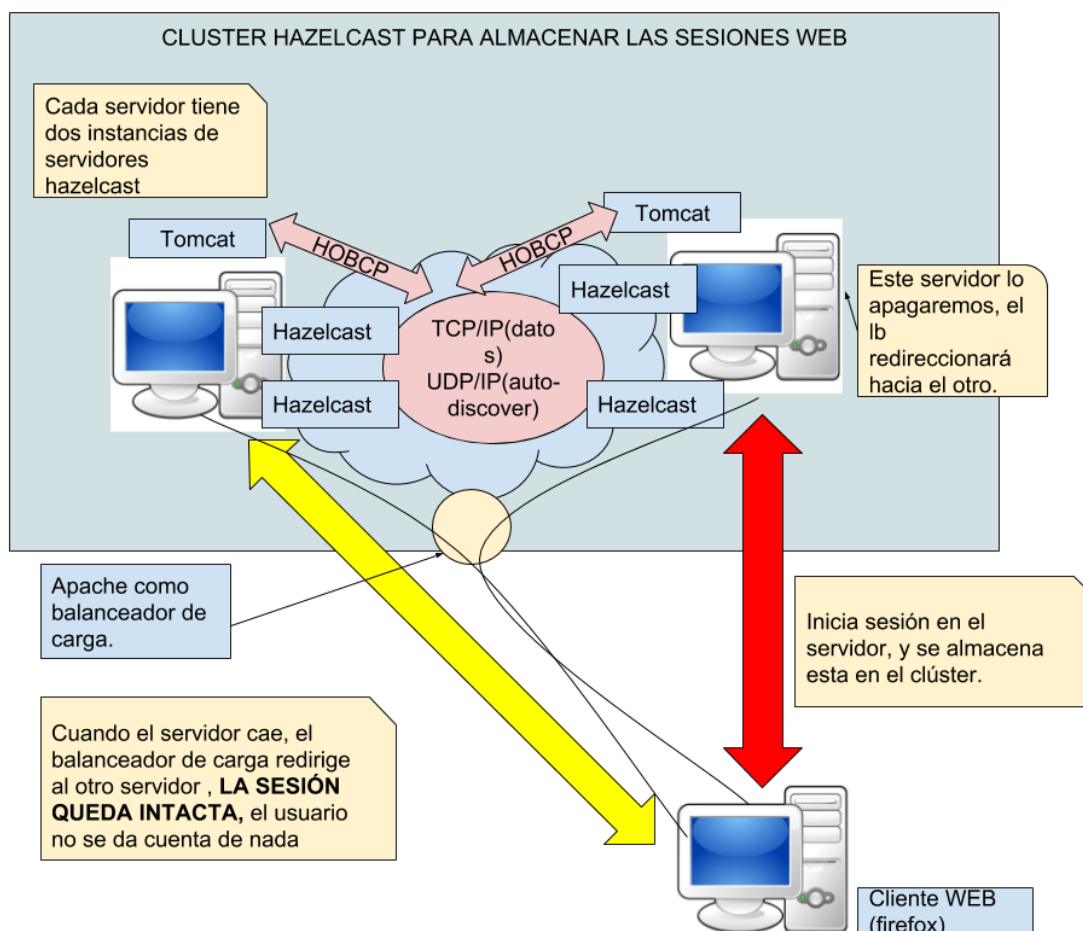 CLUSTER HAZELCAST PARA ALMACENAR LAS SESIONES WEB
Cada servidor tiene
dos instancias de
servidores
hazelcast
Tomcat
HOBCP
HOBCP
Tomcat
Hazelcast
Hazelcast
TCP/IP(dato
s)
UDP/IP(auto-
discover)
Hazelcast
Hazelcast
Este servidor lo
apagaremos, el
lb
redireccionará
hacia el otro.
Apache como
balanceador de
carga.
Inicia sesión en el
servidor, y se almacena
esta en el clúster.
Cuando el servidor cae, el
balanceador de carga redirige
al otro servidor , LA SESIÓN
QUEDA INTACTA, el usuario
no se da cuenta de nada
Cliente WEB
(firefox)